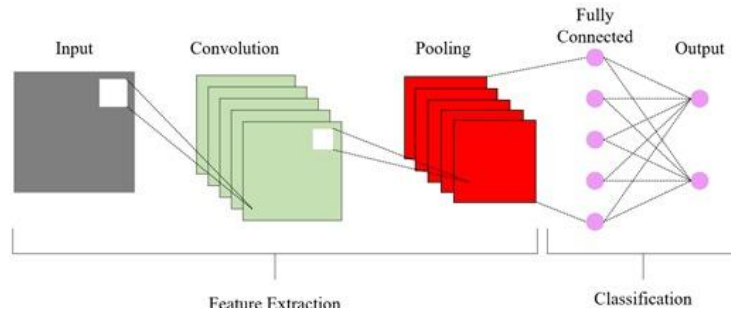 Input
Convolution
Pooling
Fully
Connected
Output
Feature Extraction
Classification